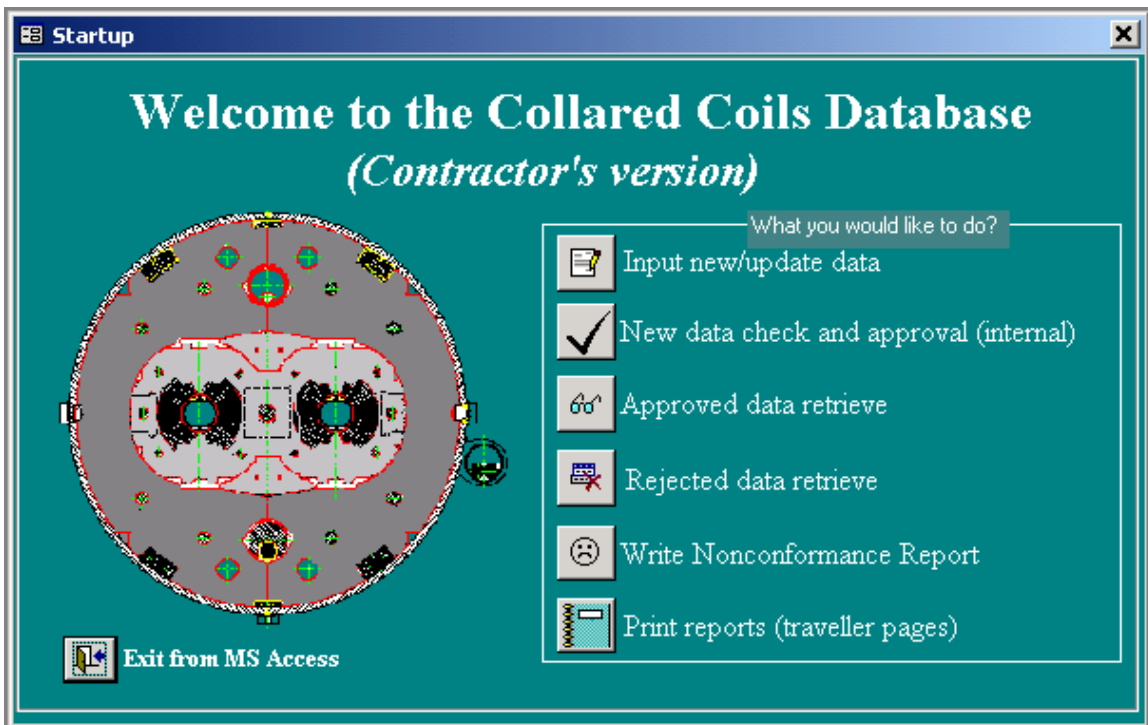 Startup
Welcome to the Collared Coils Database
(Contractor's version)
What you would like to do?
Input new/update data
New data check and approval (internal)
Approved data retrieve
Rejected data retrieve
Write Nonconformance Report
Print reports (traveller pages)
Exit from MS Access